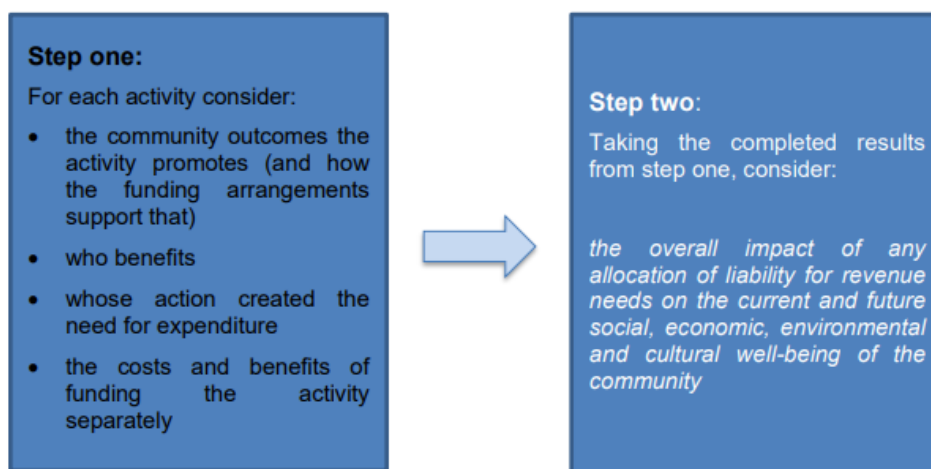 Step one:
For each activity consider:
• the community outcomes the
activity promotes (and how
the funding arrangements
support that)
• who benefits
• whose action created the
need for expenditure
• the costs and benefits of
funding the activity
separately
Step two:
Taking the completed results
from step one, consider:
the overall impact of any
allocation of liability for revenue
needs on the current and future
social, economic, environmental
and cultural well-being of the
community